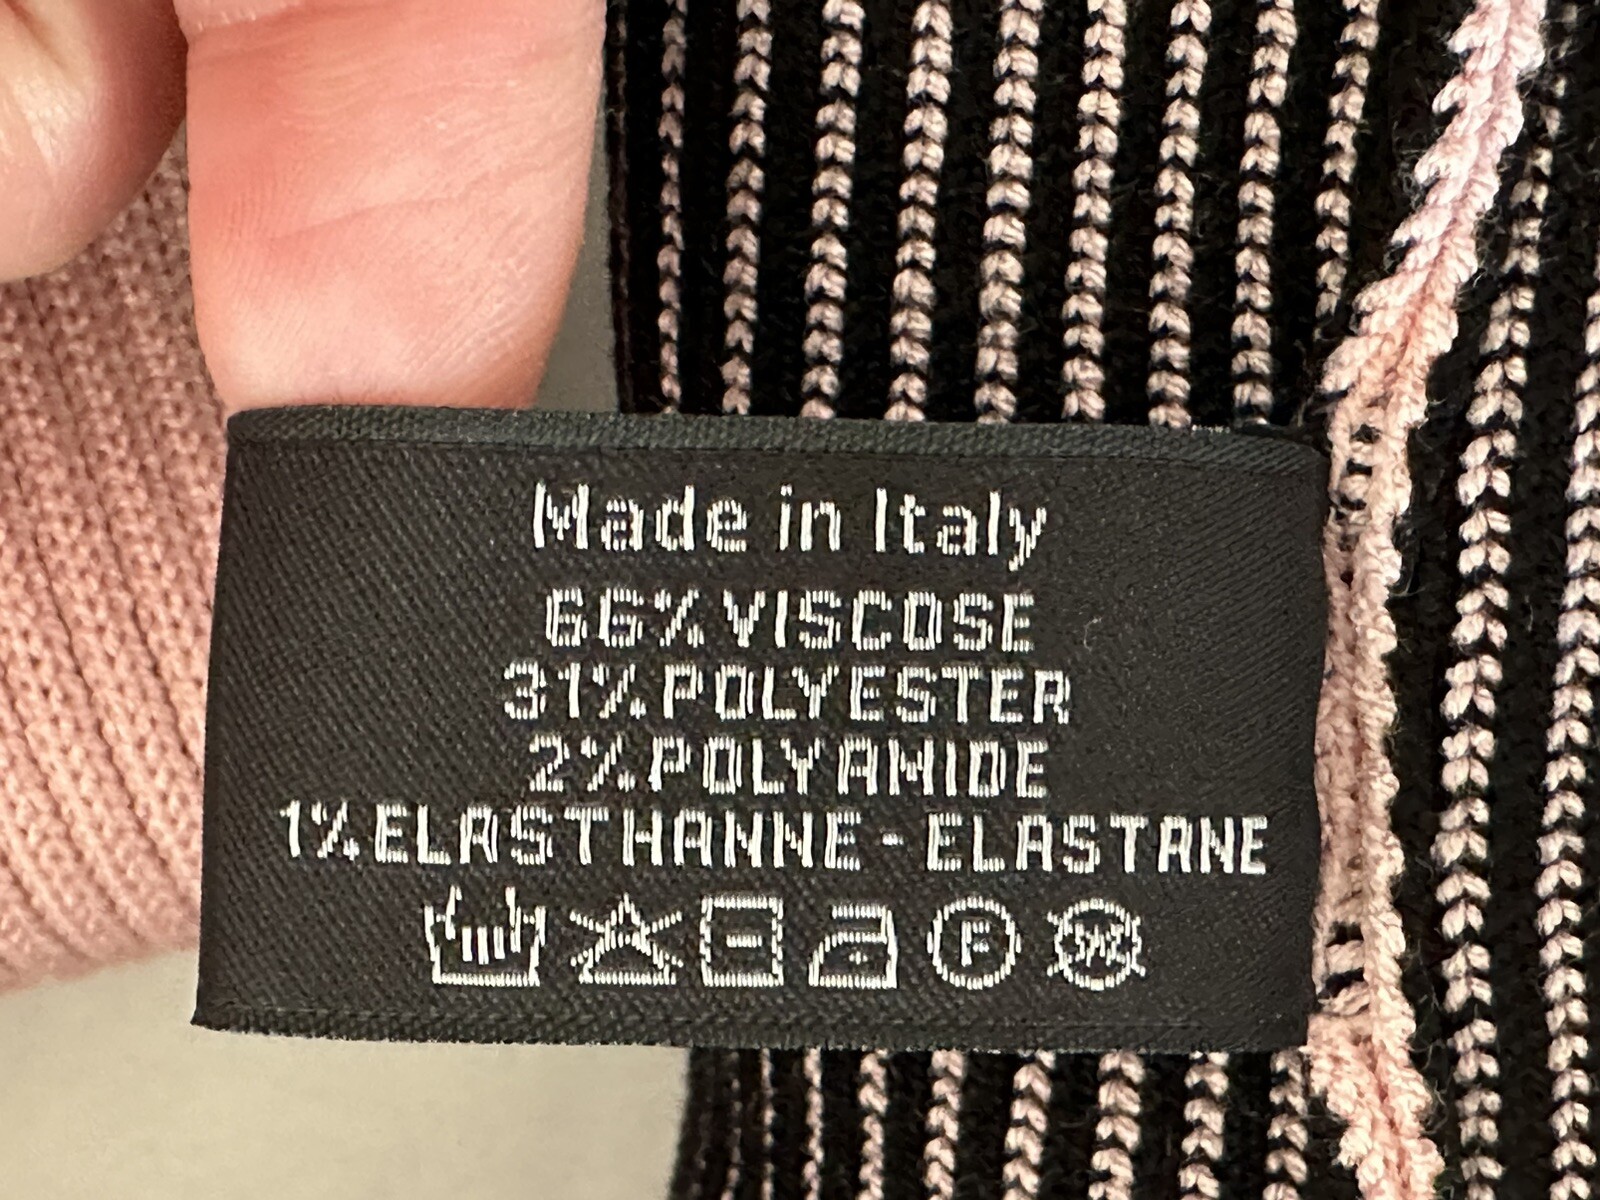 Made in Italy
66% VISCOSE
31% POLYESTER
2% POLYAMIDE
1% ELASTHANNE - ELASTANE
F